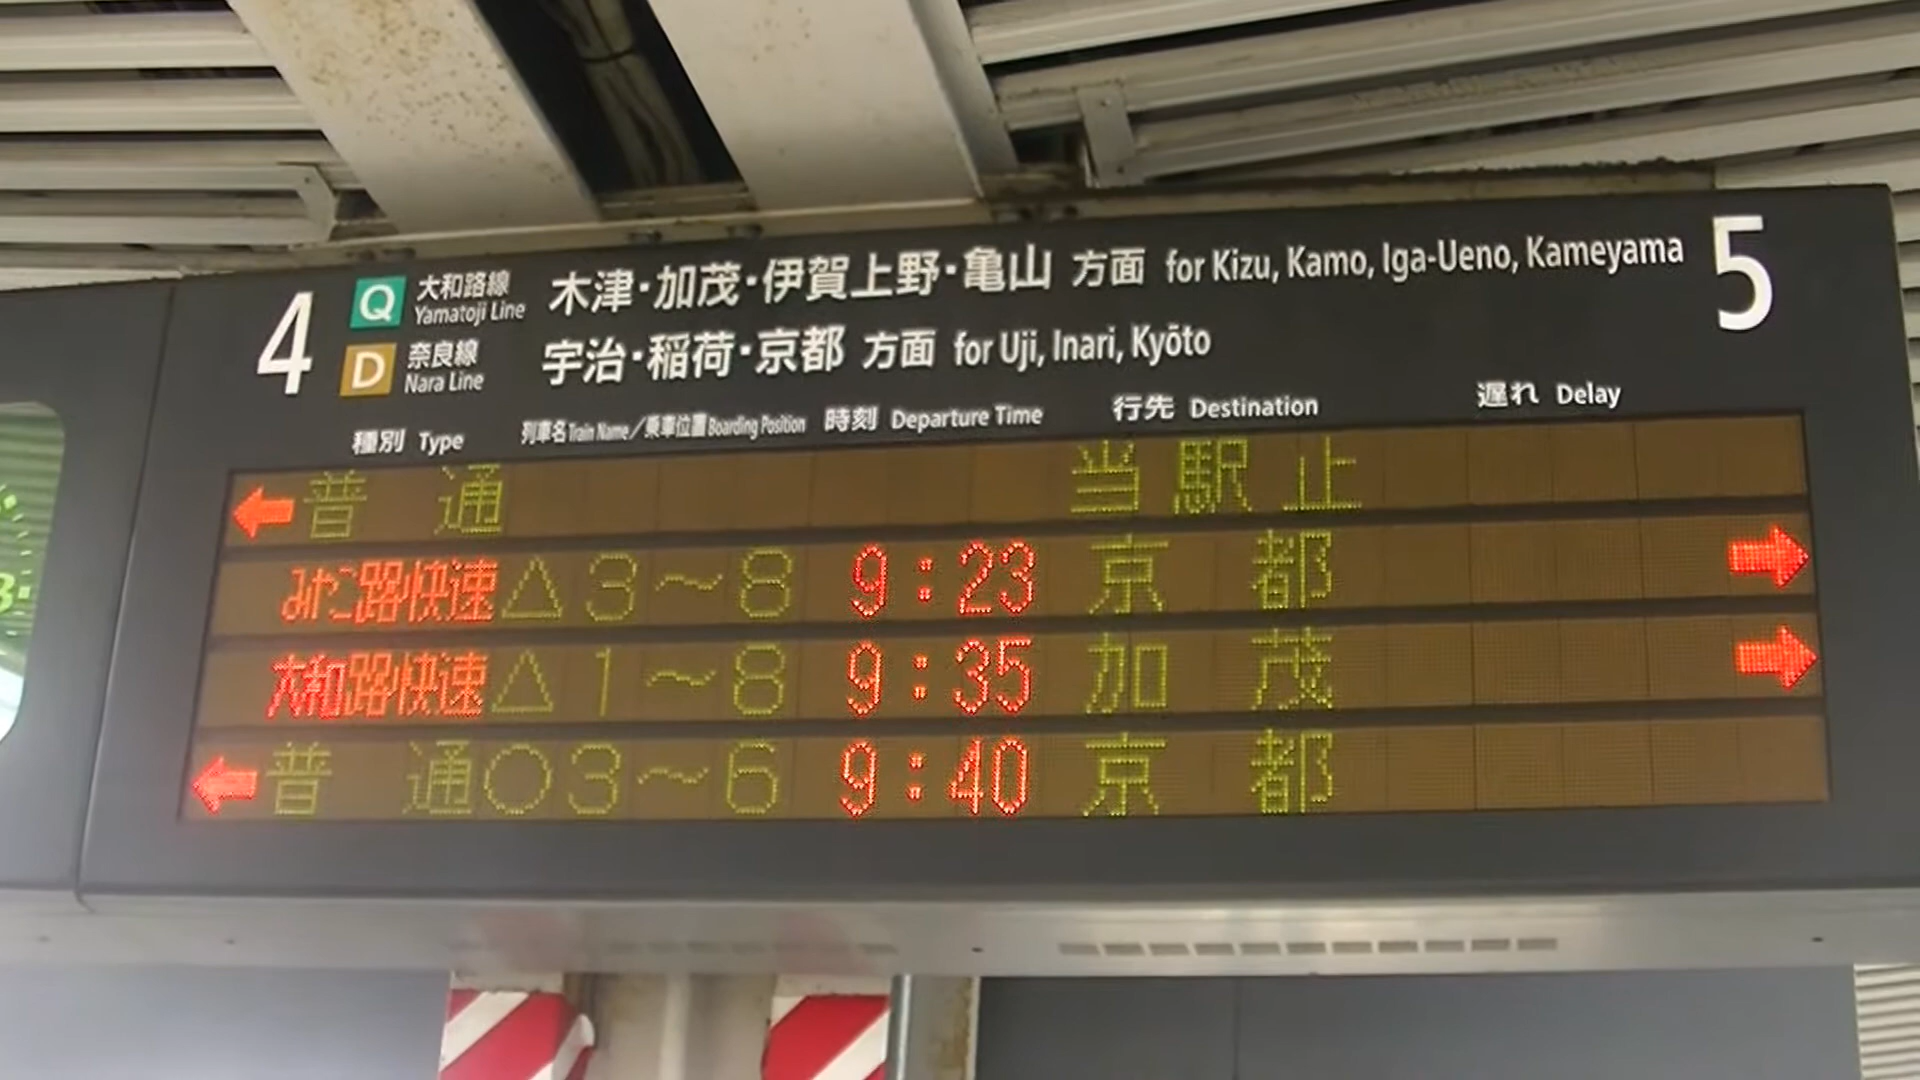 4 Q 大和路線 木津・加茂・伊賀上野・亀山 方面 for Kizu, Kamo, Iga-Ueno, Kameyama 5
Yamatoji Line
D 奈良線 宇治・稲荷・京都 方面 for Uji, Inari, Kyōto
Nara Line
種別 Type 列車名 Train Name／乗車位置 Boarding Position 時刻 Departure Time 行先 Destination 遅れ Delay
← 普通 当駅止
みやこ路快速 △3～8 9:23 京都 →
大和路快速 △1～8 9:35 加茂 →
← 普通 ○3～6 9:40 京都